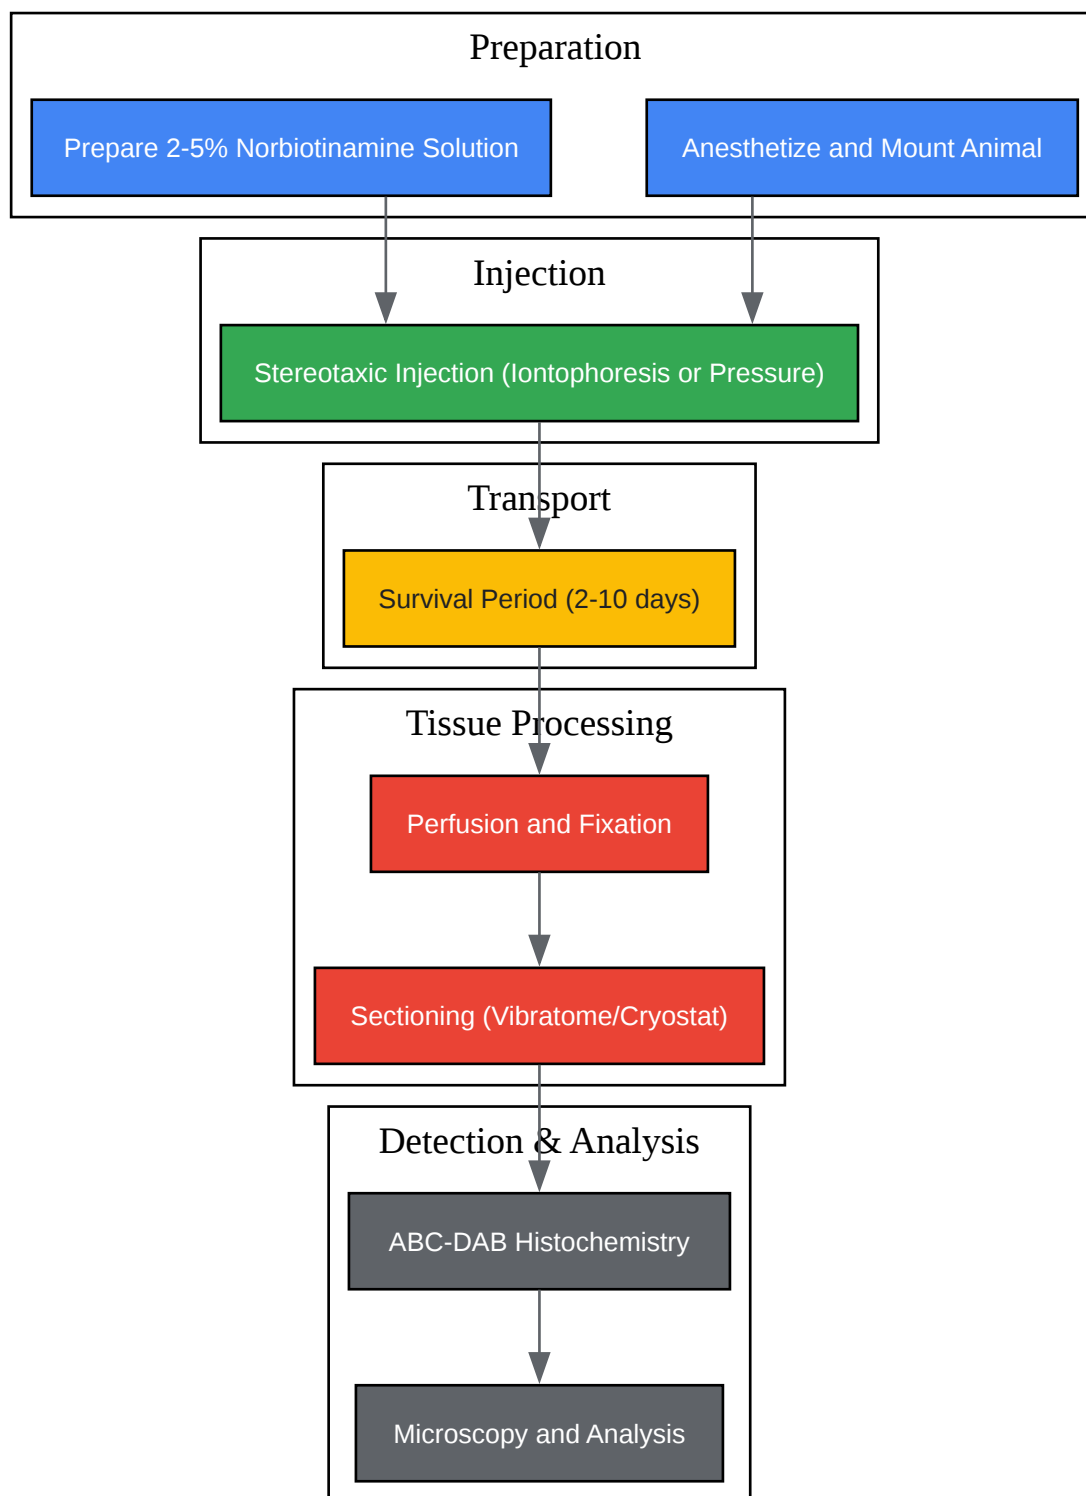 Preparation
Prepare 2-5% Norbiotinamine Solution
Anesthetize and Mount Animal
Injection
Stereotaxic Injection (Iontophoresis or Pressure)
Transport
Survival Period (2-10 days)
Tissue Processing
Perfusion and Fixation
Sectioning (Vibratome/Cryostat)
Detection & Analysis
ABC-DAB Histochemistry
Microscopy and Analysis